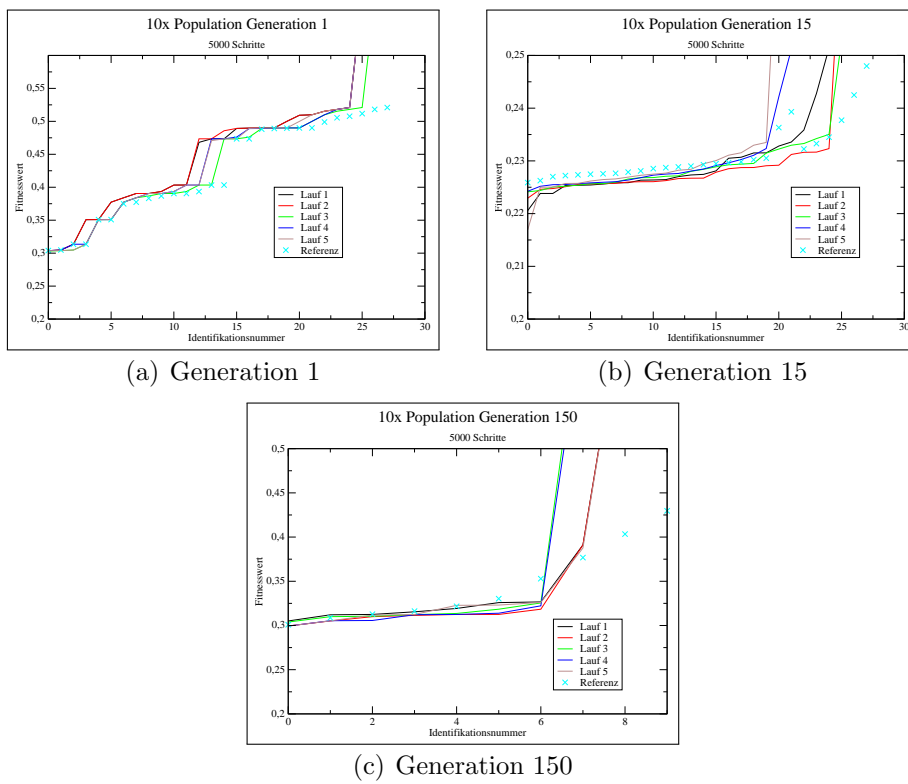 10x Population Generation 1
5000 Schritte
Fitnesswert
0,55
0,5
0,45
0,4
0,35
0,3
0,25
0,2
0 5 10 15 20 25 30
Identifikationsnummer
Lauf 1
Lauf 2
Lauf 3
Lauf 4
Lauf 5
Referenz
(a) Generation 1
10x Population Generation 15
5000 Schritte
Fitnesswert
0,25
0,24
0,23
0,22
0,21
0,2
0 5 10 15 20 25 30
Identifikationsnummer
Lauf 1
Lauf 2
Lauf 3
Lauf 4
Lauf 5
Referenz
(b) Generation 15
10x Population Generation 150
5000 Schritte
Fitnesswert
0,5
0,45
0,4
0,35
0,3
0,25
0,2
0 2 4 6 8
Identifikationsnummer
Lauf 1
Lauf 2
Lauf 3
Lauf 4
Lauf 5
Referenz
(c) Generation 150